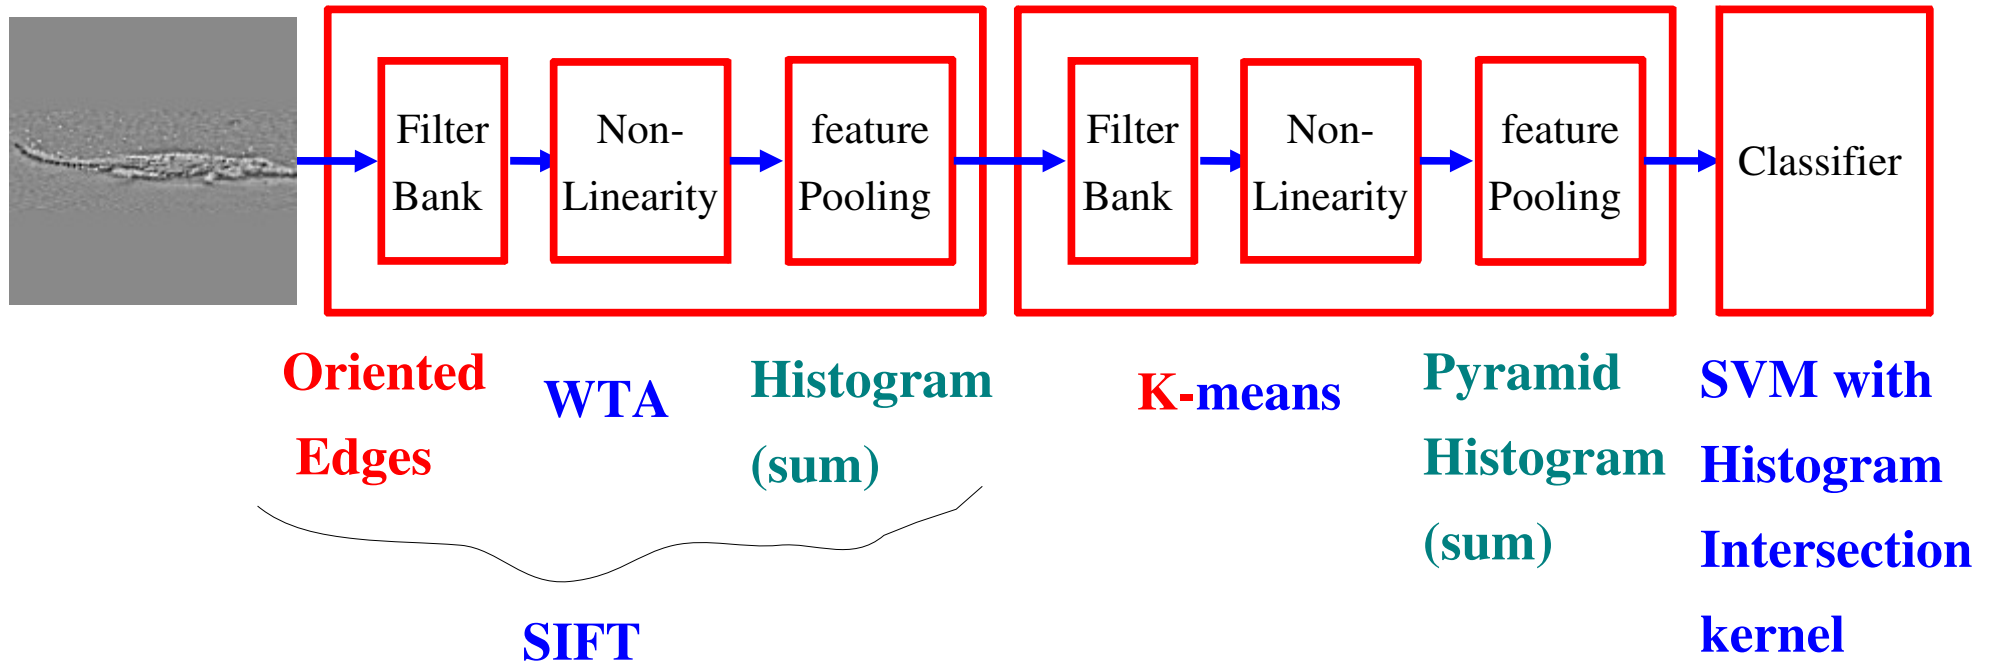 Filter
Bank
Non-
Linearity
feature
Pooling
Filter
Bank
Non-
Linearity
feature
Pooling
Classifier
Oriented
Edges
WTA
Histogram
(sum)
K-means
Pyramid
Histogram
(sum)
SVM with
Histogram
Intersection
kernel
SIFT